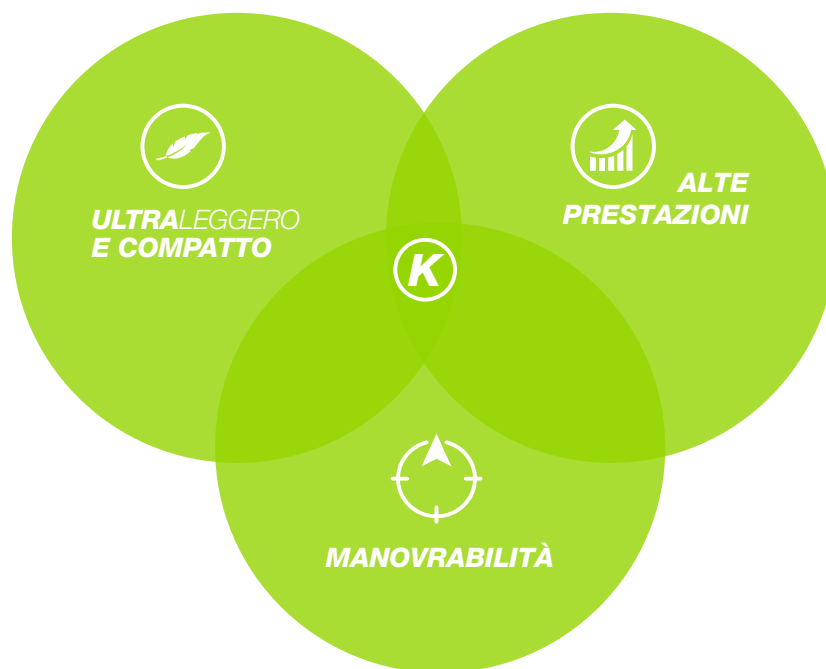 ULTRALEGGERO
E COMPATTO
ALTE
PRESTAZIONI
K
MANOVRABILITÀ